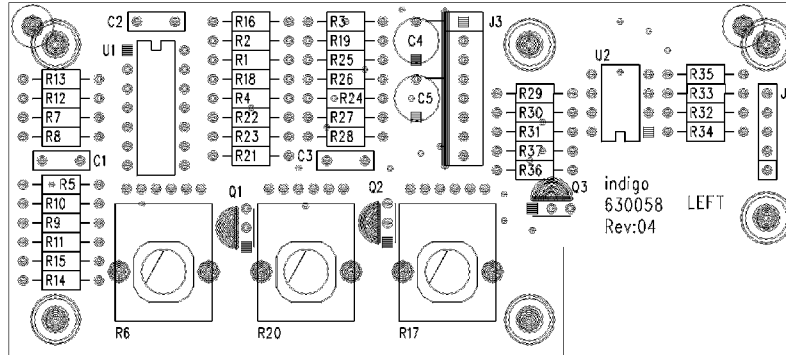 C2
R16
R3
J3
U1
R2
R19
C4
U2
R1
R25
R13
R18
R26
R35
R12
R4
R24
C5
R29
R33
J
R7
R22
R27
R30
R32
R8
R23
R28
R31
R34
C1
R21
C3
R37
R36
R5
Q1
Q2
Q3
indigo
R10
630058
LEFT
R9
Rev:04
R11
R15
R14
R6
R20
R17